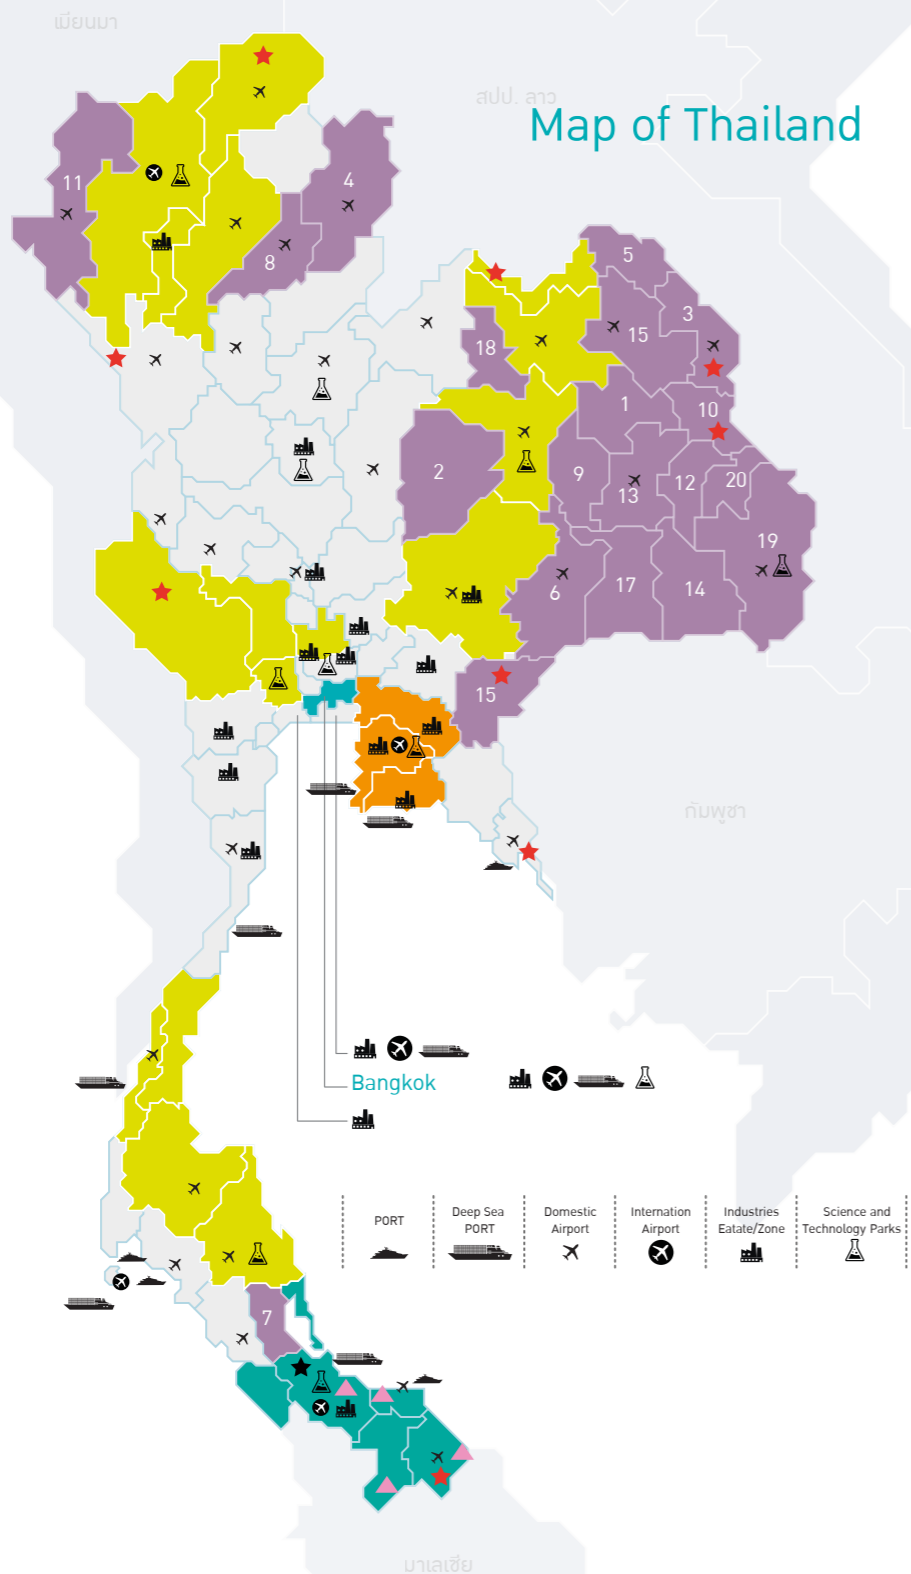 เมียนมา
สปป. ลาว
Map of Thailand
11
4
8
5
3
15
18
1
10
2
9
13
12
20
19
6
17
14
15
กัมพูชา
Bangkok
PORT
Deep Sea
PORT
Domestic
Airport
Internation
Airport
Industries
Eatate/Zone
Science and
Technology Parks
7
มาเลเซีย